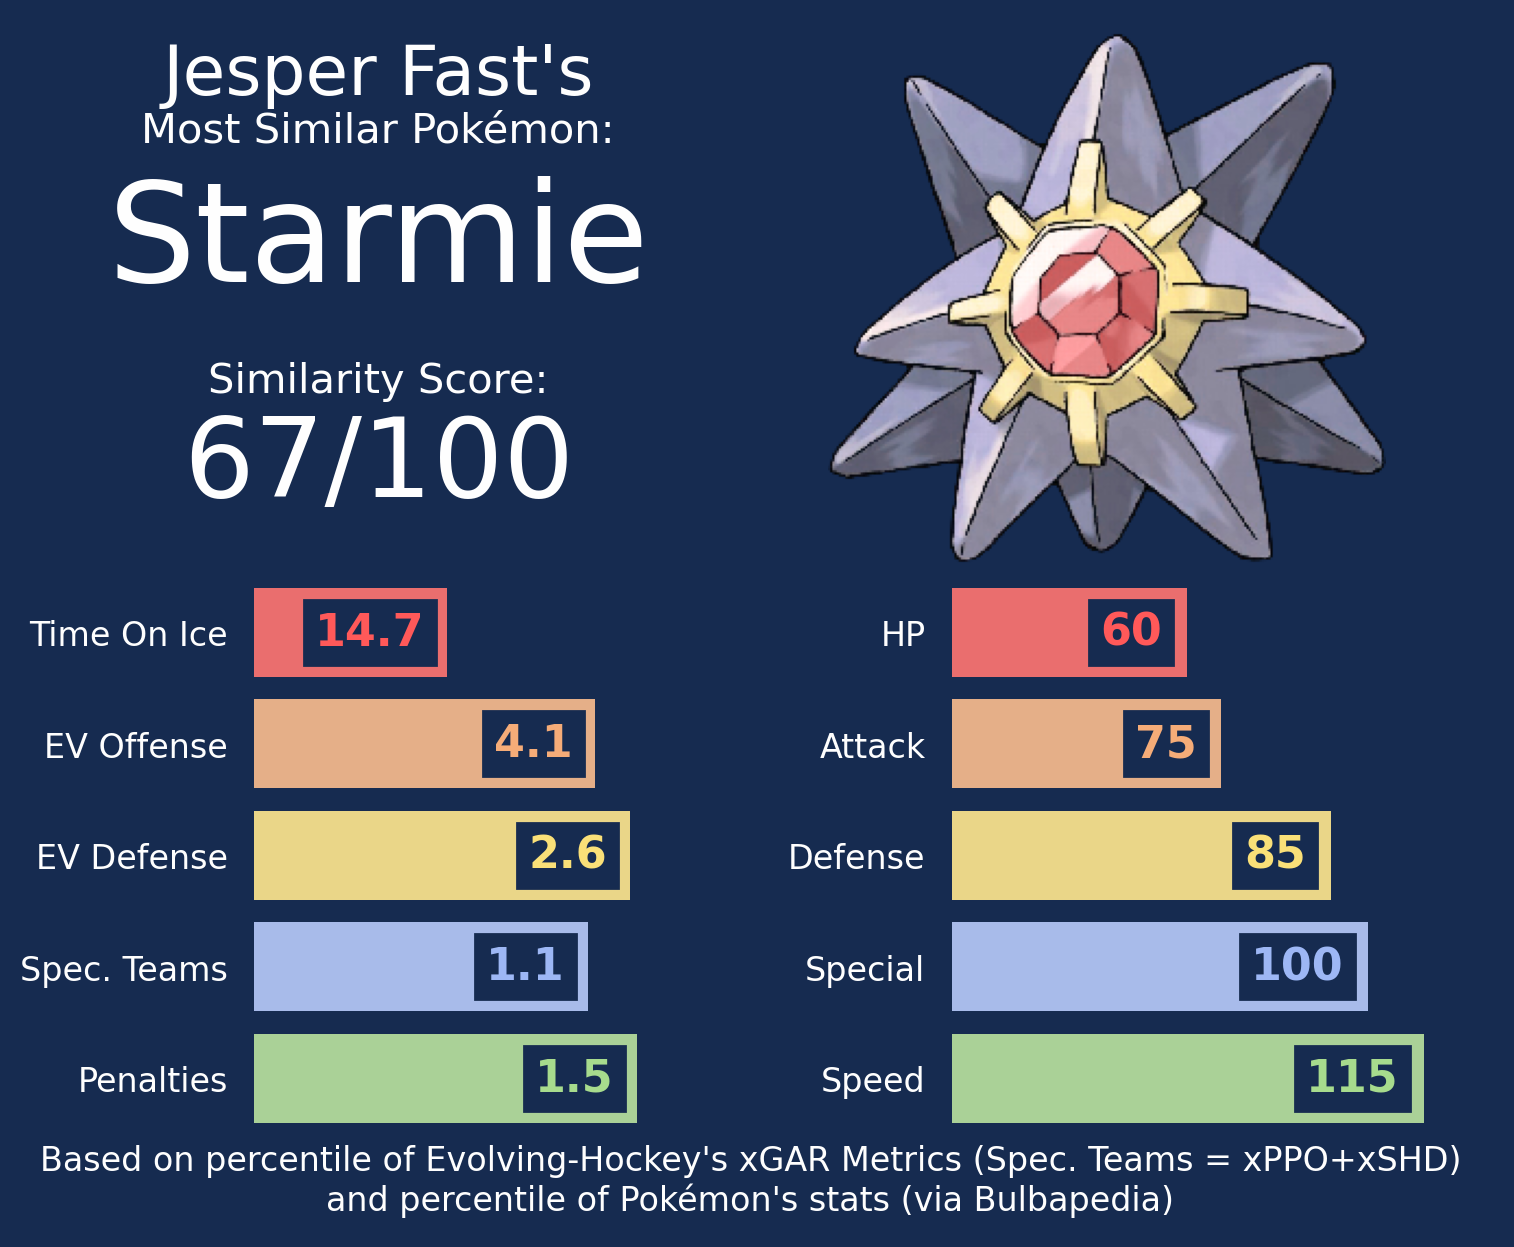 Jesper Fast's
Most Similar Pokémon:
Starmie
Similarity Score:
67/100
Time On Ice 14.7
EV Offense 4.1
EV Defense 2.6
Spec. Teams 1.1
Penalties 1.5
HP 60
Attack 75
Defense 85
Special 100
Speed 115
Based on percentile of Evolving-Hockey's xGAR Metrics (Spec. Teams = xPPO+xSHD)
and percentile of Pokémon's stats (via Bulbapedia)